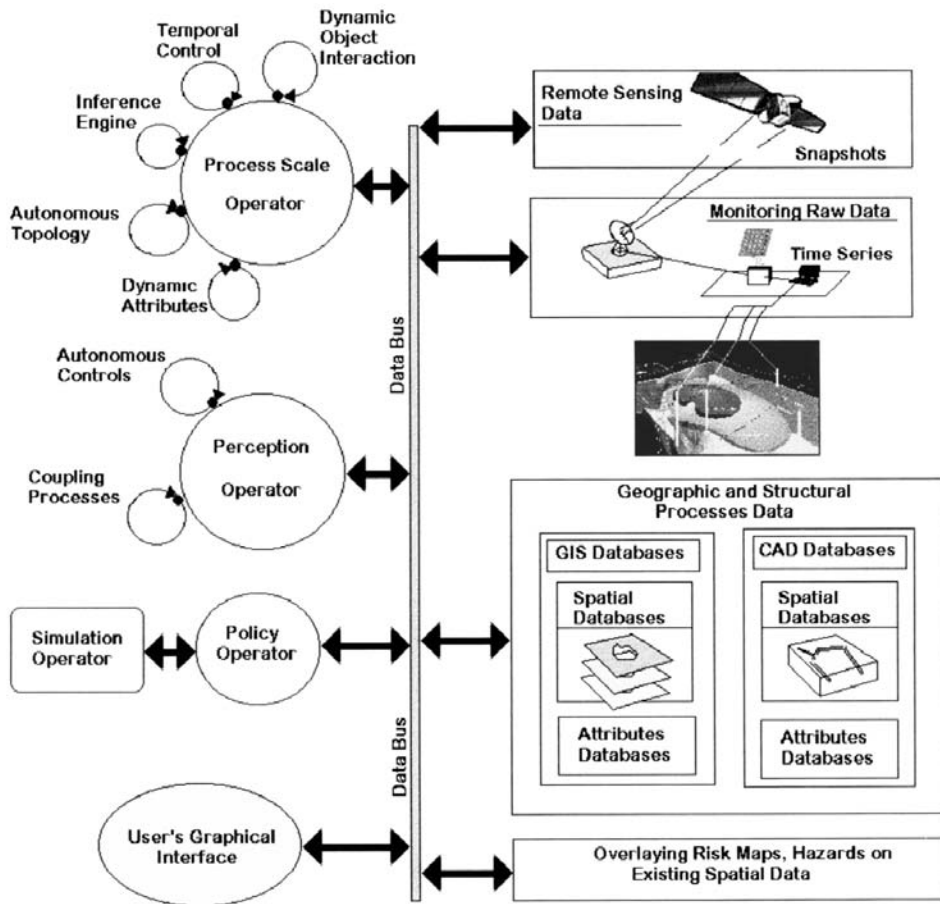 Temporal
Control
Dynamic
Object
Interaction
Inference
Engine
Process Scale
Operator
Autonomous
Topology
Dynamic
Attributes
Remote Sensing
Data
Snapshots
Monitoring Raw Data
Time Series
Data Bus
Autonomous
Controls
Perception
Operator
Coupling
Processes
Geographic and Structural
Processes Data
GIS Databases
CAD Databases
Spatial
Databases
Spatial
Databases
Attributes
Databases
Attributes
Databases
Simulation
Operator
Policy
Operator
Data Bus
User's Graphical
Interface
Overlaying Risk Maps, Hazards on
Existing Spatial Data